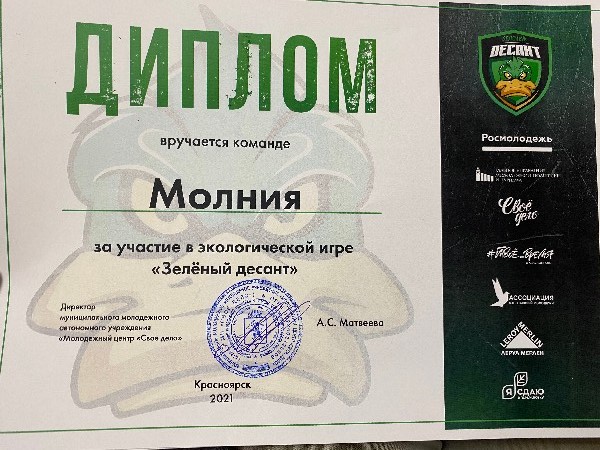 ДИПЛОМ
вручается команде
Молния
за участие в экологической игре
«Зелёный десант»
Директор
муниципального молодежного
автономного учреждения
«Молодежный центр «Свое дело»
А.С. Матвеева
Красноярск
2021
ДЕСАНТ
Росмолодежь
Своё
дело
АССОЦИАЦИЯ
LEROY MERLIN
ЛЕРУА МЕРЛЕН
Я СДАЮ